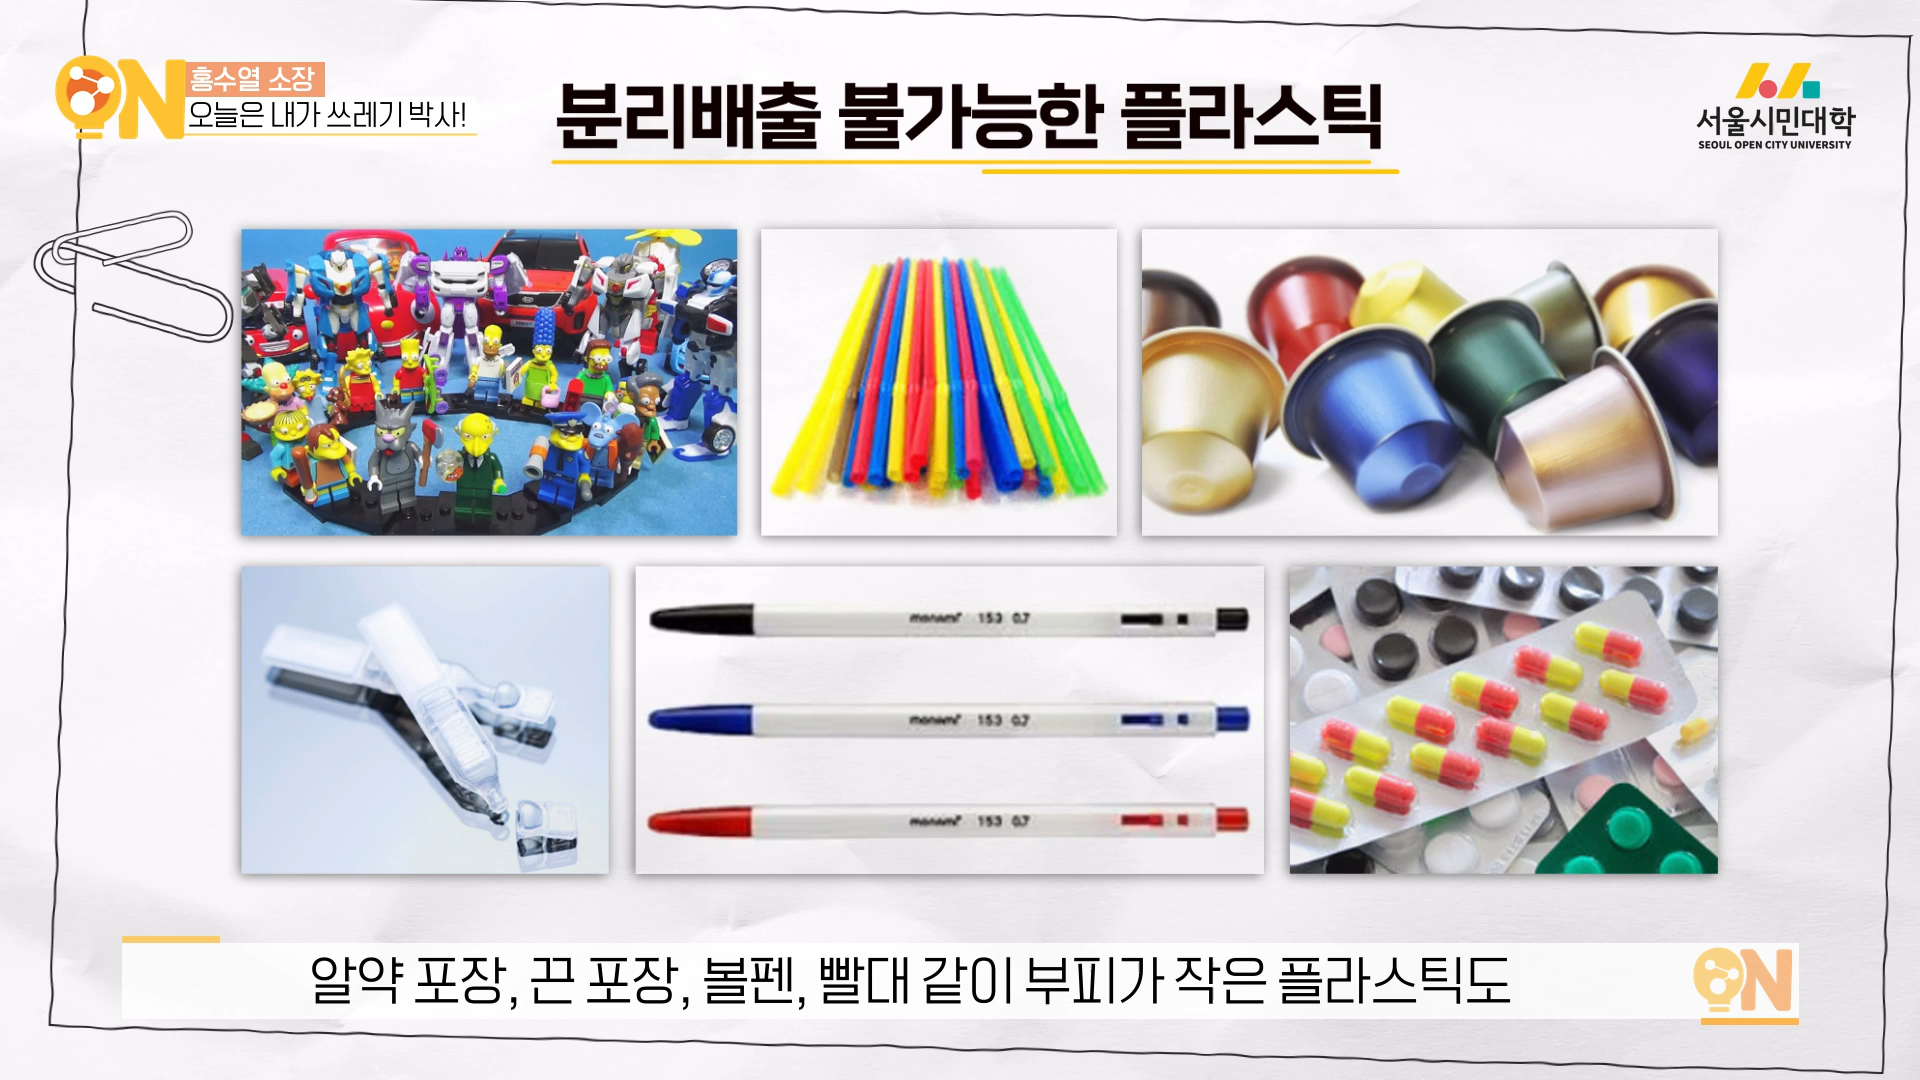 ON
홍수열 소장
오늘은 내가 쓰레기 박사!
분리배출 불가능한 플라스틱
서울시민대학
SEOUL OPEN CITY UNIVERSITY
monami 153 0.7
monami 153 0.7
monami 153 0.7
알약 포장, 끈 포장, 볼펜, 빨대 같이 부피가 작은 플라스틱도
ON